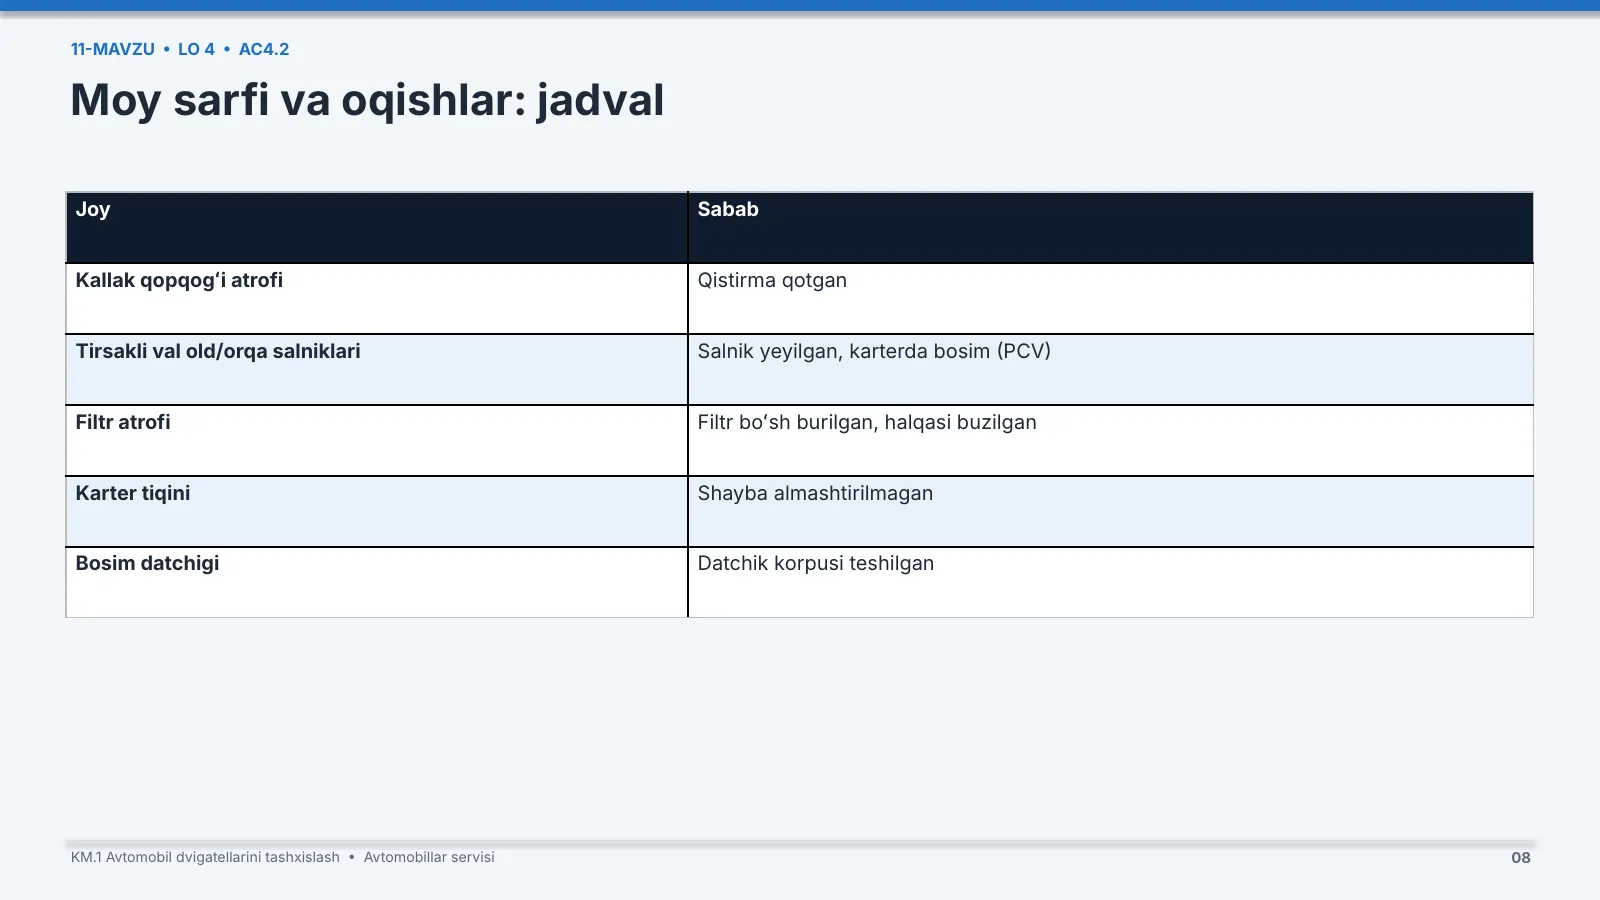 11-MAVZU • LO 4 • AC4.2
Moy sarfi va oqishlar: jadval
Joy
Sabab
Kallak qopqogʻi atrofi
Qistirma qotgan
Tirsakli val old/orqa salniklari
Salnik yeyilgan, karterda bosim (PCV)
Filtr atrofi
Filtr boʻsh burilgan, halqasi buzilgan
Karter tiqini
Shayba almashtirilmagan
Bosim datchigi
Datchik korpusi teshilgan
KM.1 Avtomobil dvigatellarini tashxislash • Avtomobillar servisi
08